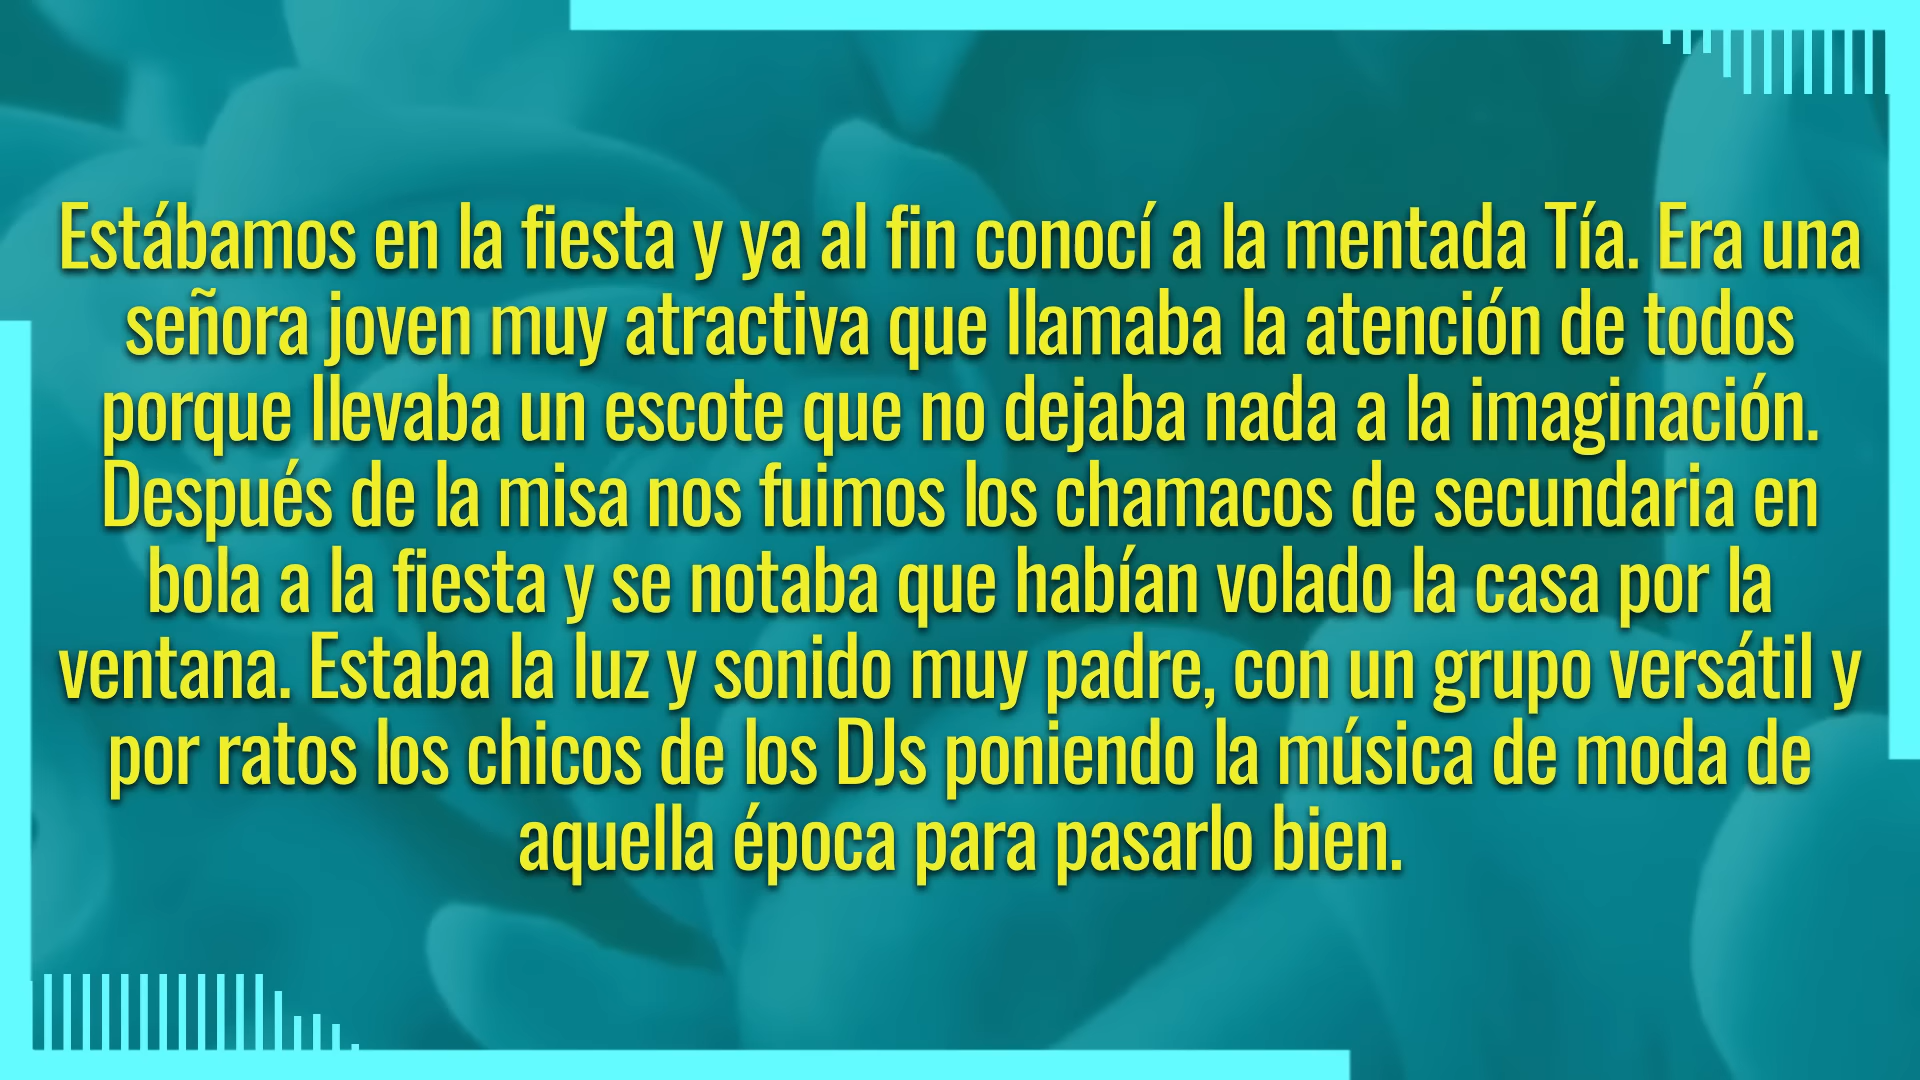 Estábamos en la fiesta y ya al fin conocí a la mentada Tía. Era una
señora joven muy atractiva que llamaba la atención de todos
porque llevaba un escote que no dejaba nada a la imaginación.
Después de la misa nos fuimos los chamacos de secundaria en
bola a la fiesta y se notaba que habían volado la casa por la
ventana. Estaba la luz y sonido muy padre, con un grupo versátil y
por ratos los chicos de los DJs poniendo la música de moda de
aquella época para pasarlo bien.